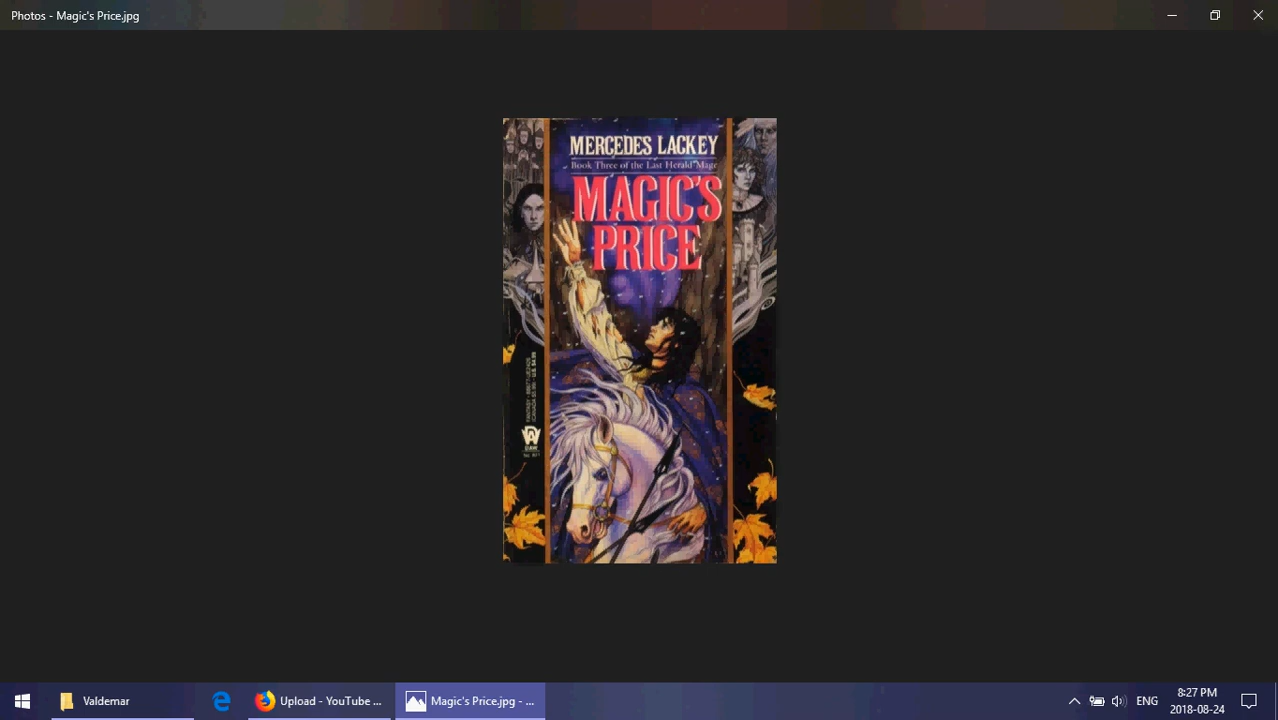 Photos - Magic's Price.jpg
MERCEDES LACKEY
Book Three of the Last Herald Mage
MAGIC'S
PRICE
DAW
Valdemar
Upload - YouTube ...
Magic's Price.jpg - ...
ENG
8:27 PM
2018-08-24